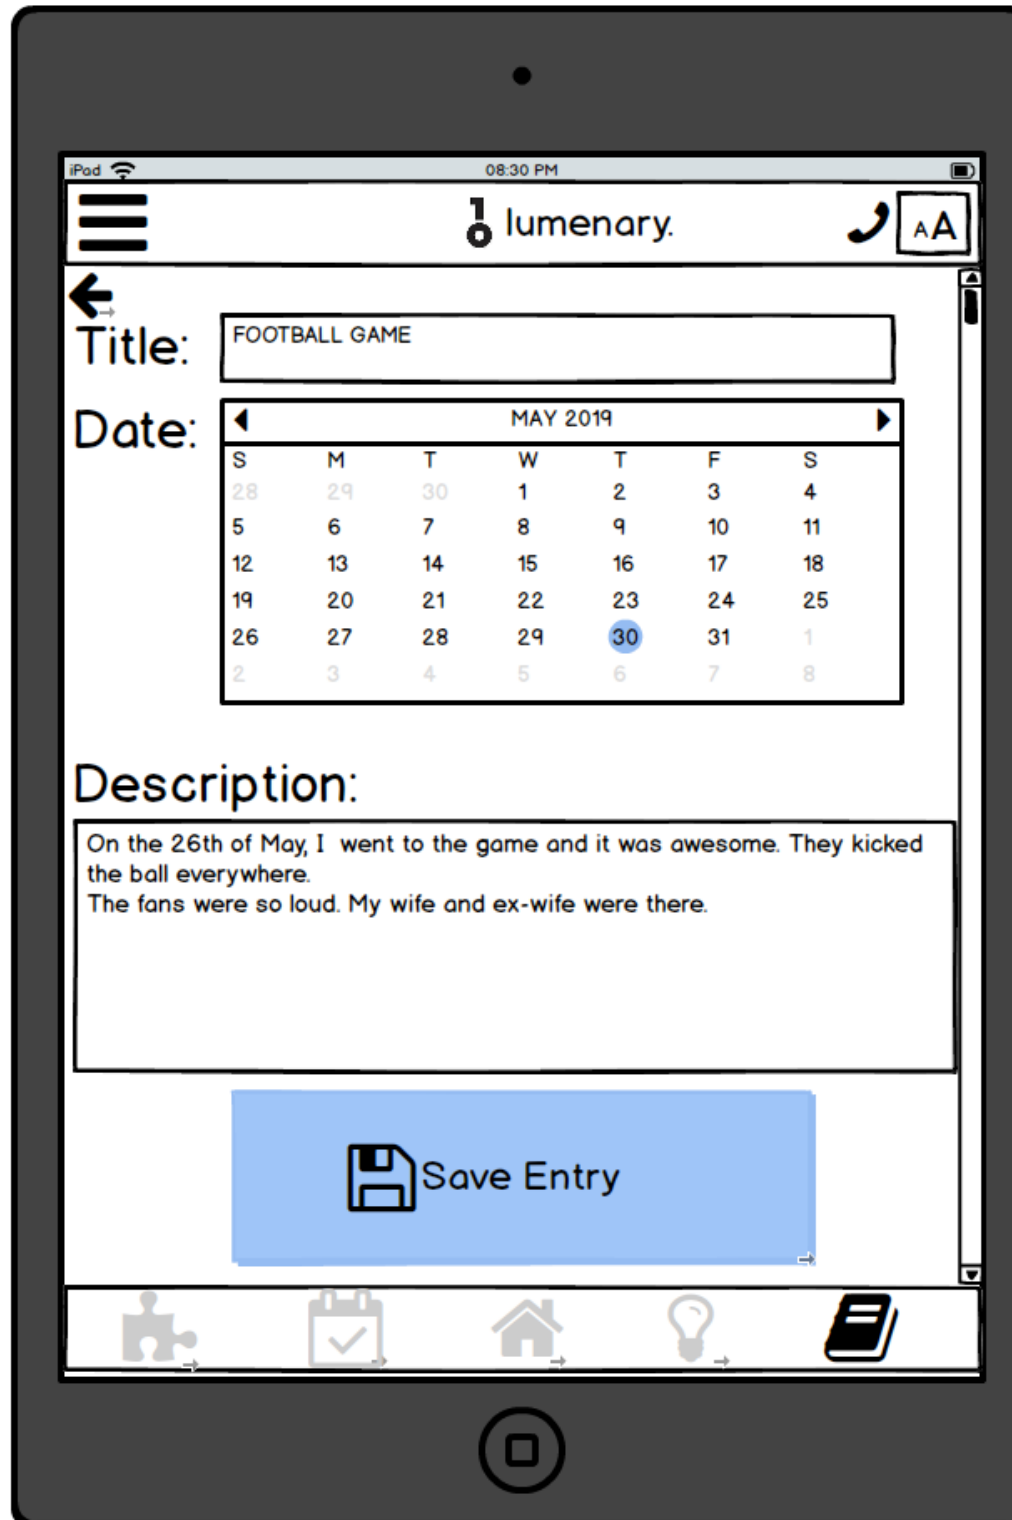 iPad 08:30 PM
lumenary. AA
Title: FOOTBALL GAME
Date: MAY 2019
S M T W T F S
28 29 30 1 2 3 4
5 6 7 8 9 10 11
12 13 14 15 16 17 18
19 20 21 22 23 24 25
26 27 28 29 30 31 1
2 3 4 5 6 7 8
Description:
On the 26th of May, I went to the game and it was awesome. They kicked
the ball everywhere.
The fans were so loud. My wife and ex-wife were there.
Save Entry